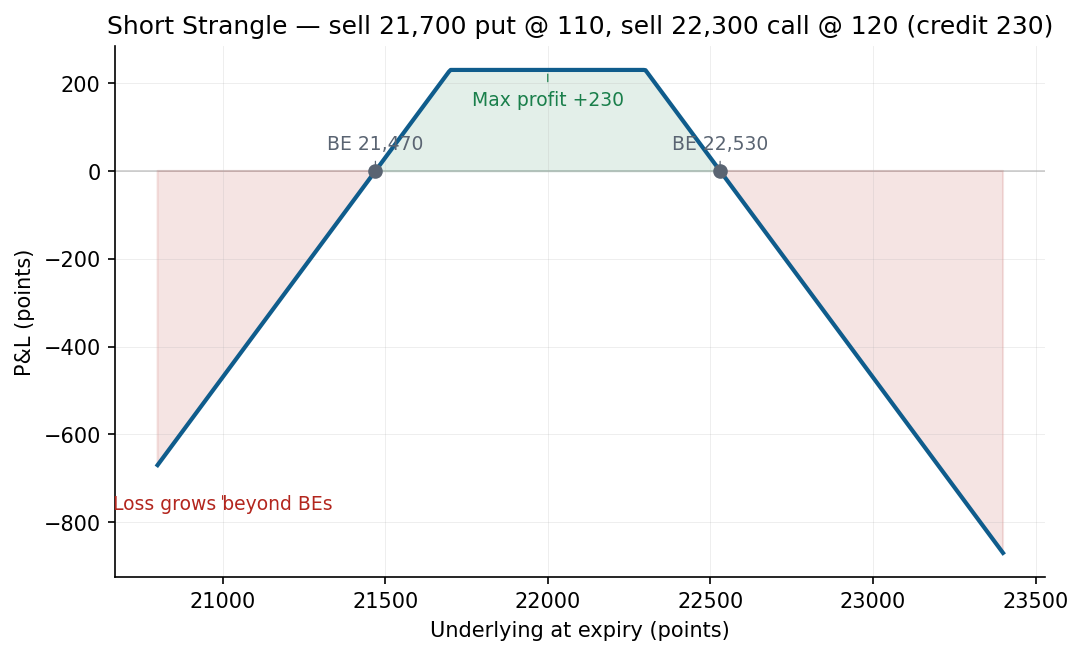 Short Strangle — sell 21,700 put @ 110, sell 22,300 call @ 120 (credit 230)
P&L (points)
200
0
−200
−400
−600
−800
Max profit +230
BE 21,470
BE 22,530
Loss grows beyond BEs
21000
21500
22000
22500
23000
23500
Underlying at expiry (points)